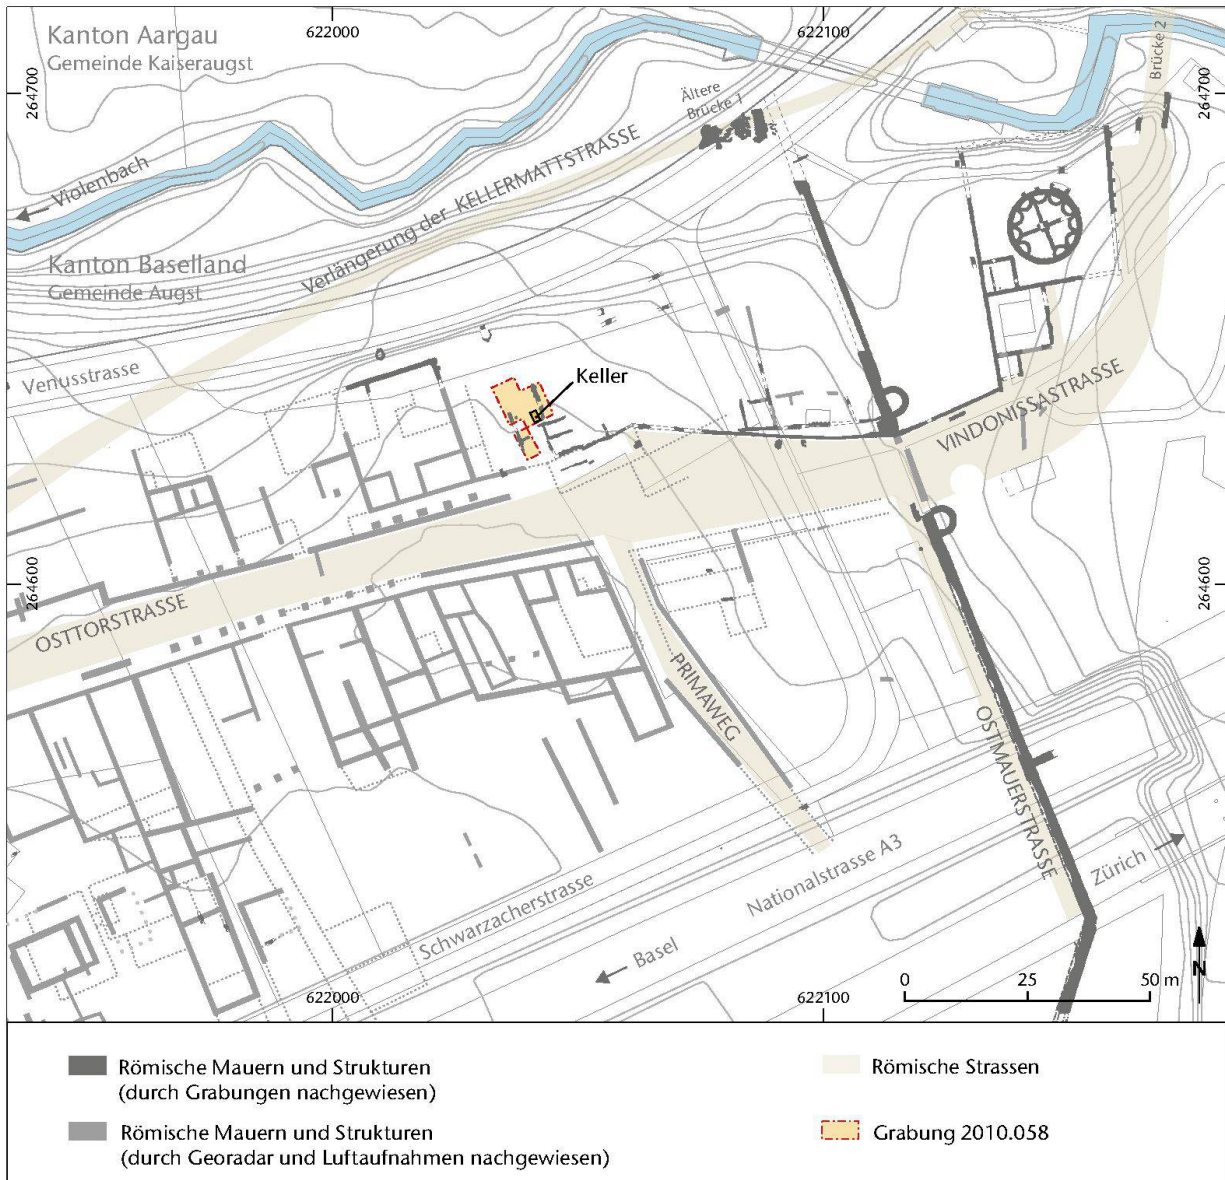 Kanton Aargau
Gemeinde Kaiseraugst
622000
622100
264700
264700
Ältere
Brücke 1
Brücke 2
Violenbach
Verlängerung der KELLERMATTSTRASSE
Kanton Baselland
Gemeinde Augst
Venusstrasse
Keller
VINDONISSASTRASSE
264600
264600
OSTTORSTRASSE
PRIMAWEG
OSTMAUERSTRASSE
Schwarzacherstrasse
Nationalstrasse A3
Zürich
Basel
N
0 25 50 m
622000
622100
Römische Mauern und Strukturen
(durch Grabungen nachgewiesen)
Römische Mauern und Strukturen
(durch Georadar und Luftaufnahmen nachgewiesen)
Römische Strassen
Grabung 2010.058